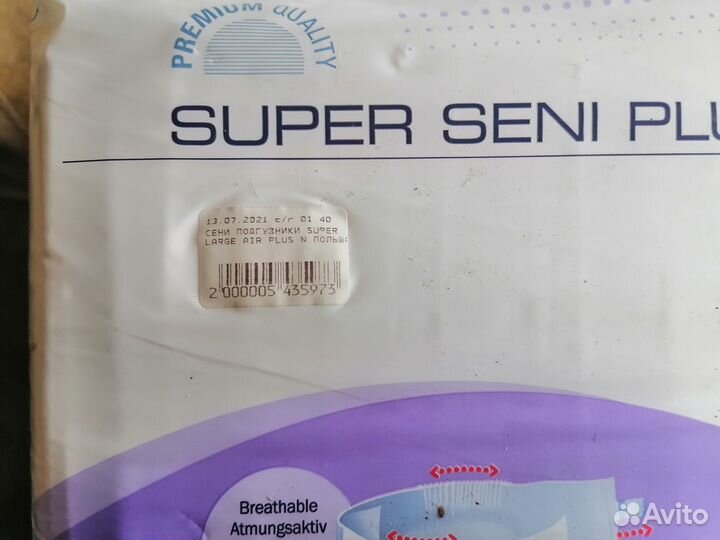 PREMIUM QUALITY
SUPER SENI PLU
13.07.2021 с/г 01.40
СЕНИ ПОДГУЗНИКИ SUPER
LARGE AIR PLUS N ПОЛЬША
2 000005 435973
Breathable
Atmungsaktiv
Avito